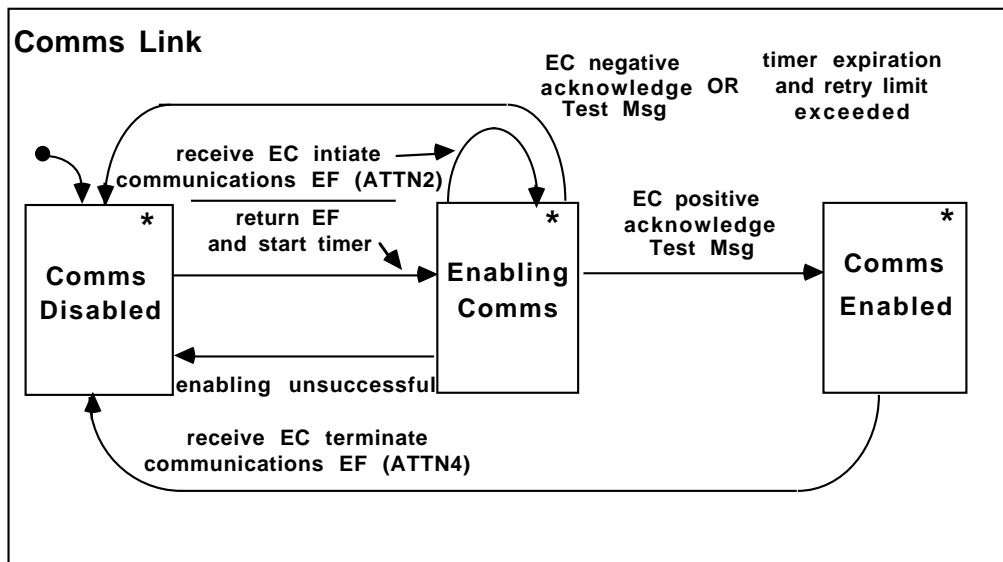 Comms Link
EC negative
acknowledge OR
Test Msg
timer expiration
and retry limit
exceeded
receive EC intiate
communications EF (ATTN2)
return EF
and start timer
EC positive
acknowledge
Test Msg
*
Comms
Disabled
*
Enabling
Comms
*
Comms
Enabled
enabling unsuccessful
receive EC terminate
communications EF (ATTN4)